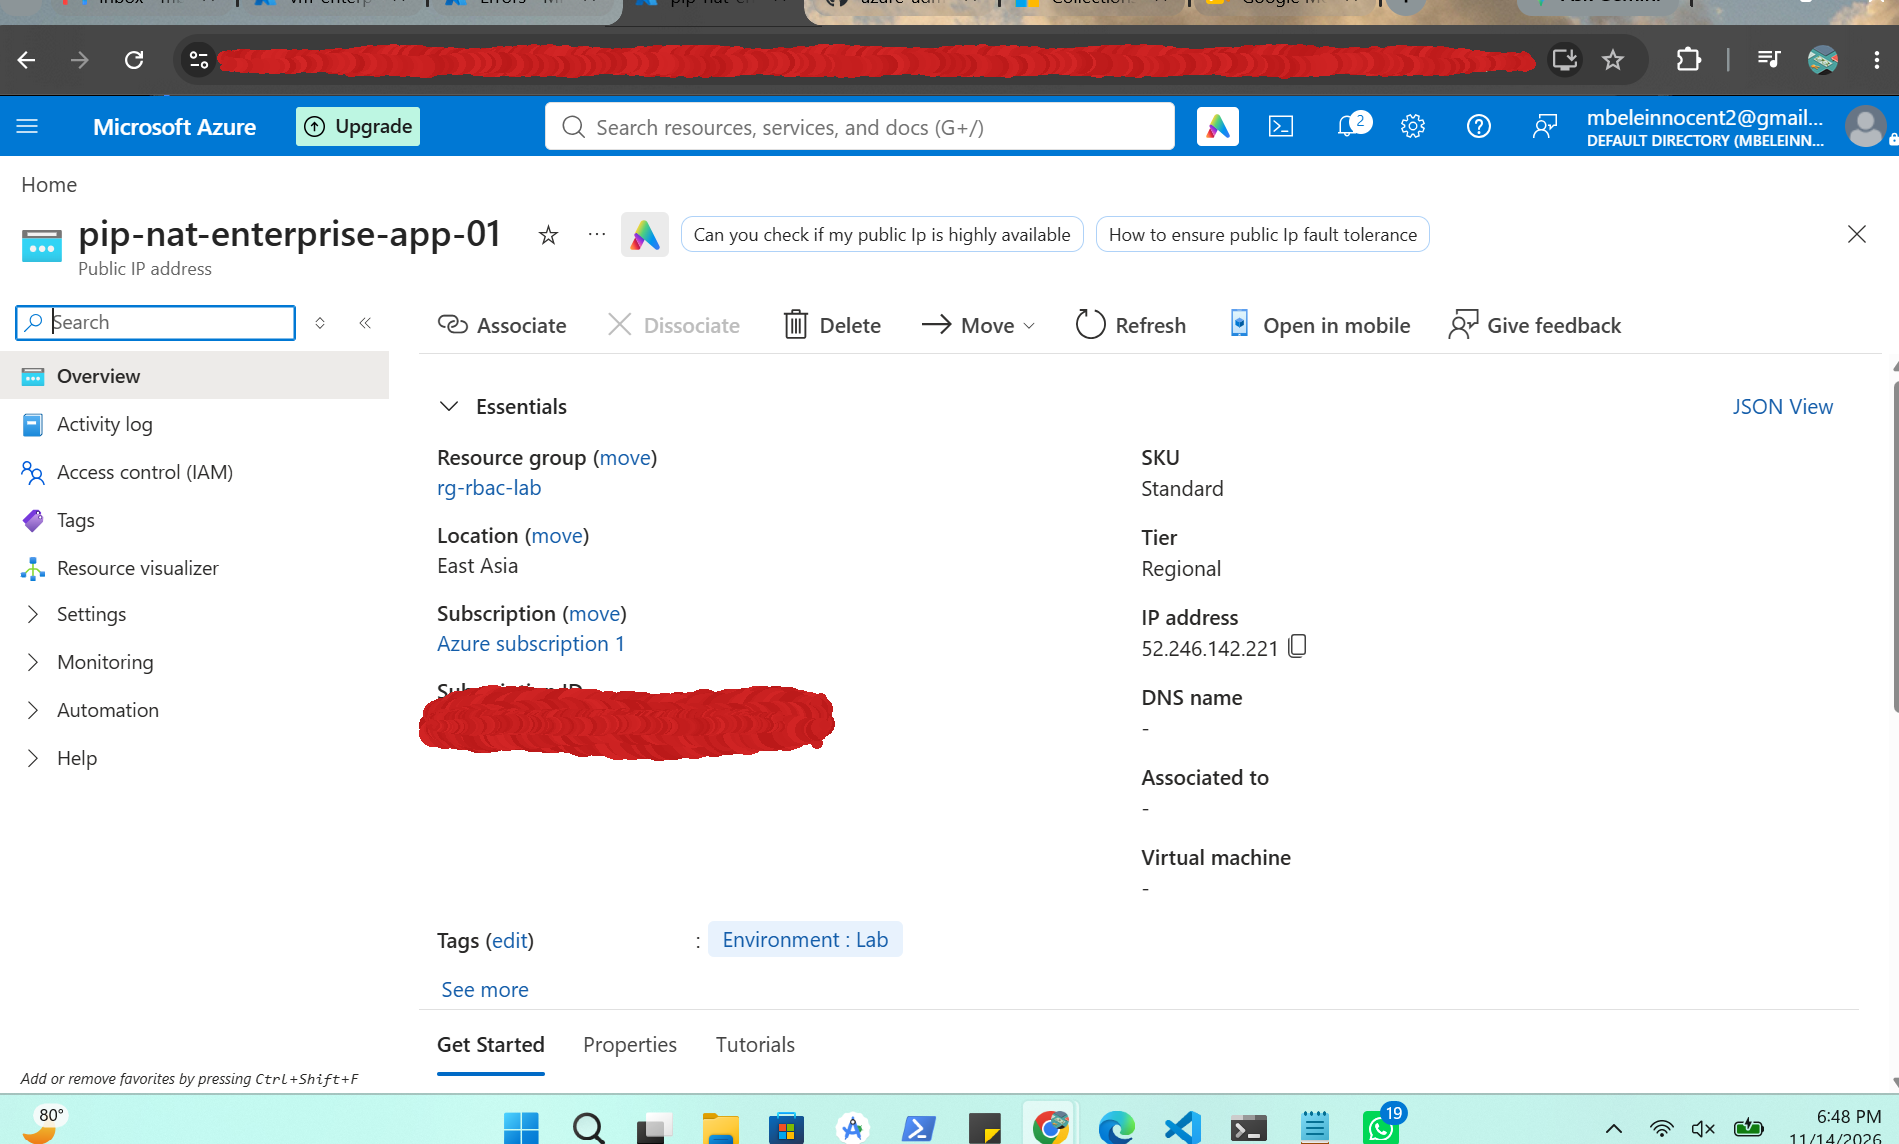 Microsoft Azure
Upgrade
Search resources, services, and docs (G+/)
2
mbeleinnocent2@gmail...
DEFAULT DIRECTORY (MBELEINN...
Home
pip-nat-enterprise-app-01
Can you check if my public Ip is highly available
How to ensure public Ip fault tolerance
Public IP address
Search
Associate
Dissociate
Delete
Move
Refresh
Open in mobile
Give feedback
Overview
Activity log
Access control (IAM)
Tags
Resource visualizer
Settings
Monitoring
Automation
Help
Essentials
JSON View
Resource group (move)
rg-rbac-lab
Location (move)
East Asia
Subscription (move)
Azure subscription 1
SKU
Standard
Tier
Regional
IP address
52.246.142.221
DNS name
-
Associated to
-
Virtual machine
-
Tags (edit) : Environment : Lab
See more
Get Started
Properties
Tutorials
Add or remove favorites by pressing Ctrl+Shift+F
80°
19
6:48 PM
11/14/2026